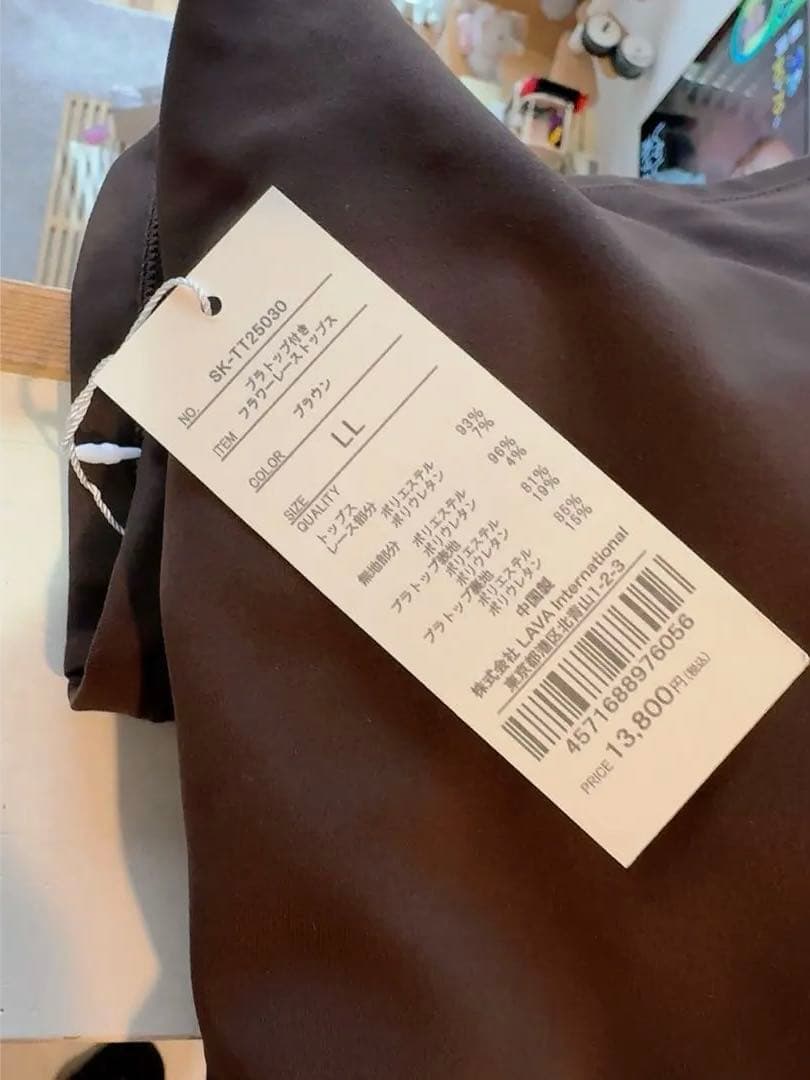 NO. SK-TT25030
ITEM ブラトップ付き
フラワーレーストップス
COLOR ブラウン
SIZE LL
QUALITY
トップス
レース部分 ポリエステル 93%
ポリウレタン 7%
無地部分 ポリエステル 96%
ポリウレタン 4%
ブラトップ表地
ポリエステル 81%
ポリウレタン 19%
ブラトップ裏地
ポリエステル 85%
ポリウレタン 15%
中国製
株式会社 LAVA International
東京都港区北青山1-2-3
4571688976056
PRICE 13,800円(税込)